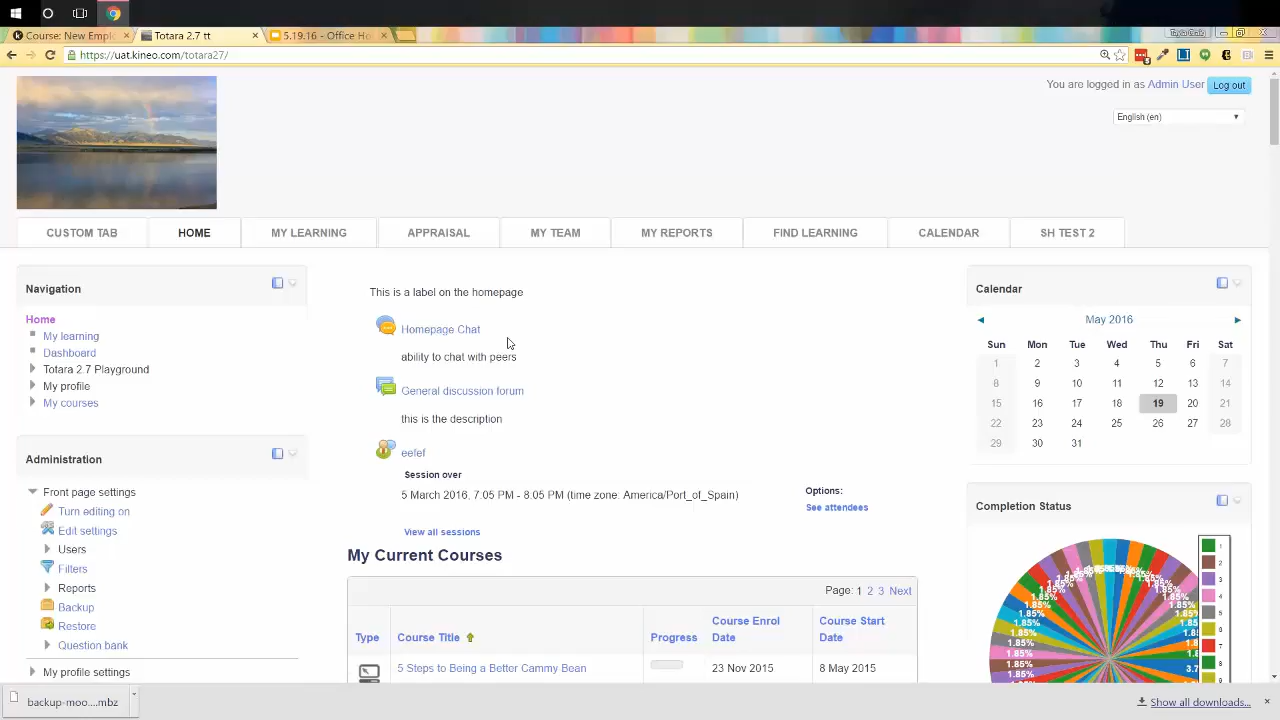 Course: New Emplo
Totara 2.7 tt
5.19.16 - Office Ho
https://uat.kineo.com/totara27/
You are logged in as Admin User
Log out
English (en)
CUSTOM TAB
HOME
MY LEARNING
APPRAISAL
MY TEAM
MY REPORTS
FIND LEARNING
CALENDAR
SH TEST 2
Navigation
Home
My learning
Dashboard
Totara 2.7 Playground
My profile
My courses
Administration
Front page settings
Turn editing on
Edit settings
Users
Filters
Reports
Backup
Restore
Question bank
My profile settings
This is a label on the homepage
Homepage Chat
ability to chat with peers
General discussion forum
this is the description
eefef
Session over
5 March 2016, 7:05 PM - 8:05 PM (time zone: America/Port_of_Spain)
Options:
See attendees
View all sessions
My Current Courses
Page: 1 2 3 Next
Type
Course Title
Progress
Course Enrol
Date
Course Start
Date
5 Steps to Being a Better Cammy Bean
23 Nov 2015
8 May 2015
Calendar
May 2016
Sun Mon Tue Wed Thu Fri Sat
1 2 3 4 5 6 7
8 9 10 11 12 13 14
15 16 17 18 19 20 21
22 23 24 25 26 27 28
29 30 31
Completion Status
1
2
3
4
5
6
7
8
9
backup-moo....mbz
Show all downloads...